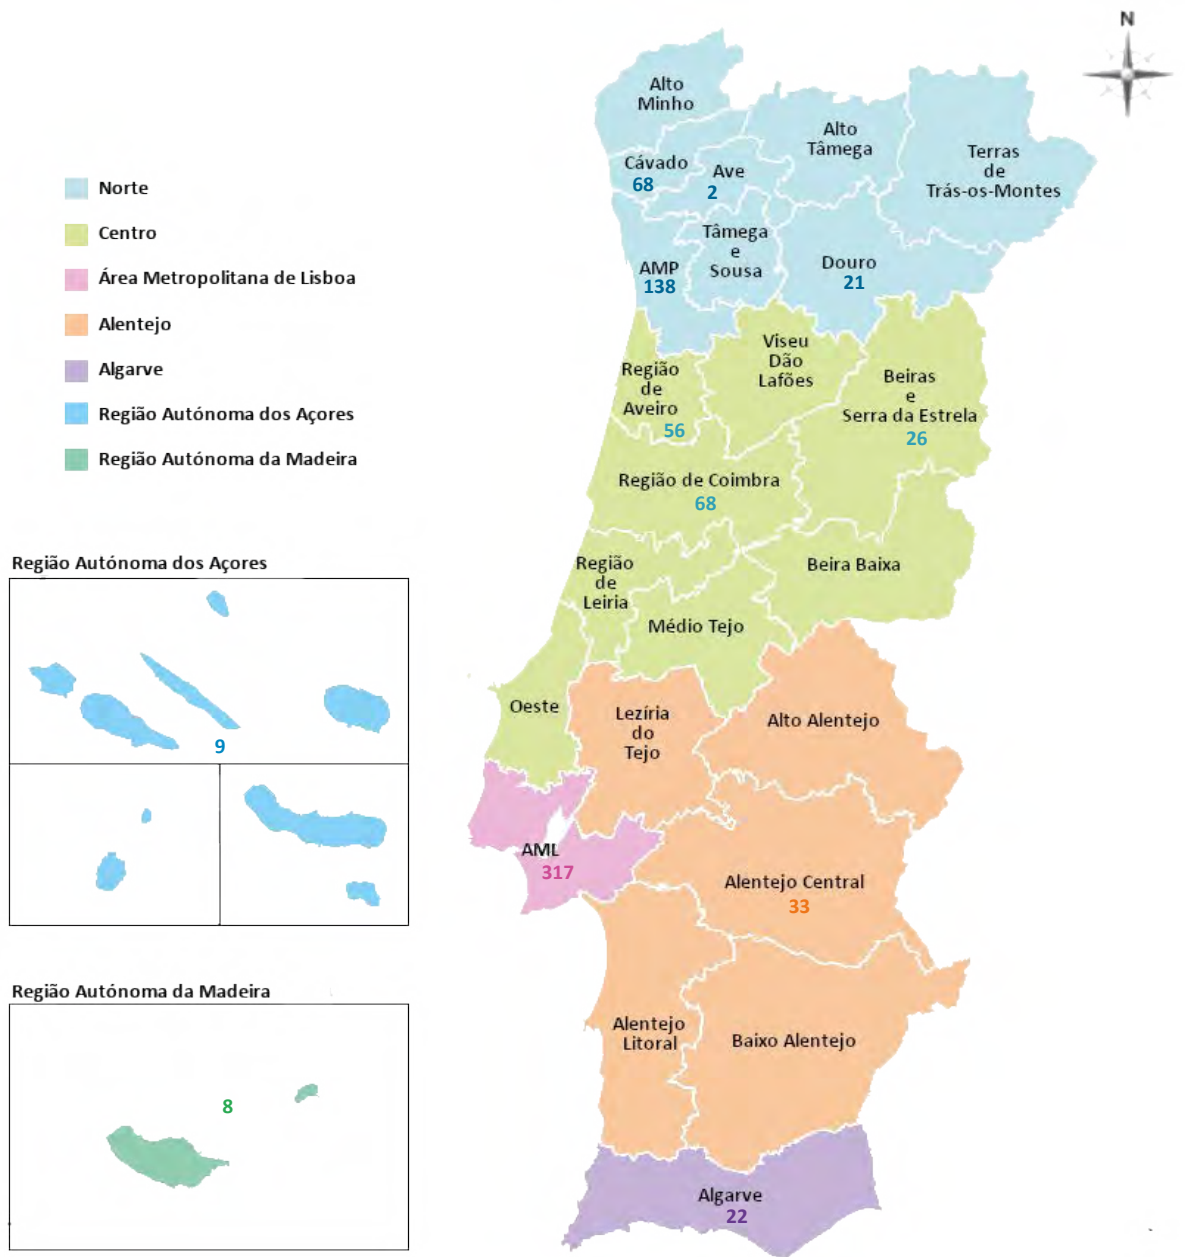 N
Norte
Centro
Área Metropolitana de Lisboa
Alentejo
Algarve
Região Autónoma dos Açores
Região Autónoma da Madeira
Alto
Minho
Cávado
68
Ave
2
Alto
Tâmega
Terras
de
Trás-os-Montes
AMP
138
Tâmega
e
Sousa
Douro
21
Região
de
Aveiro
56
Viseu
Dão
Lafões
Beiras
e
Serra da Estrela
26
Região de Coimbra
68
Região
de
Leiria
Beira Baixa
Médio Tejo
Oeste
Lezíria
do
Tejo
Alto Alentejo
AML
317
Alentejo Central
33
Alentejo
Litoral
Baixo Alentejo
Algarve
22
Região Autónoma dos Açores
9
Região Autónoma da Madeira
8